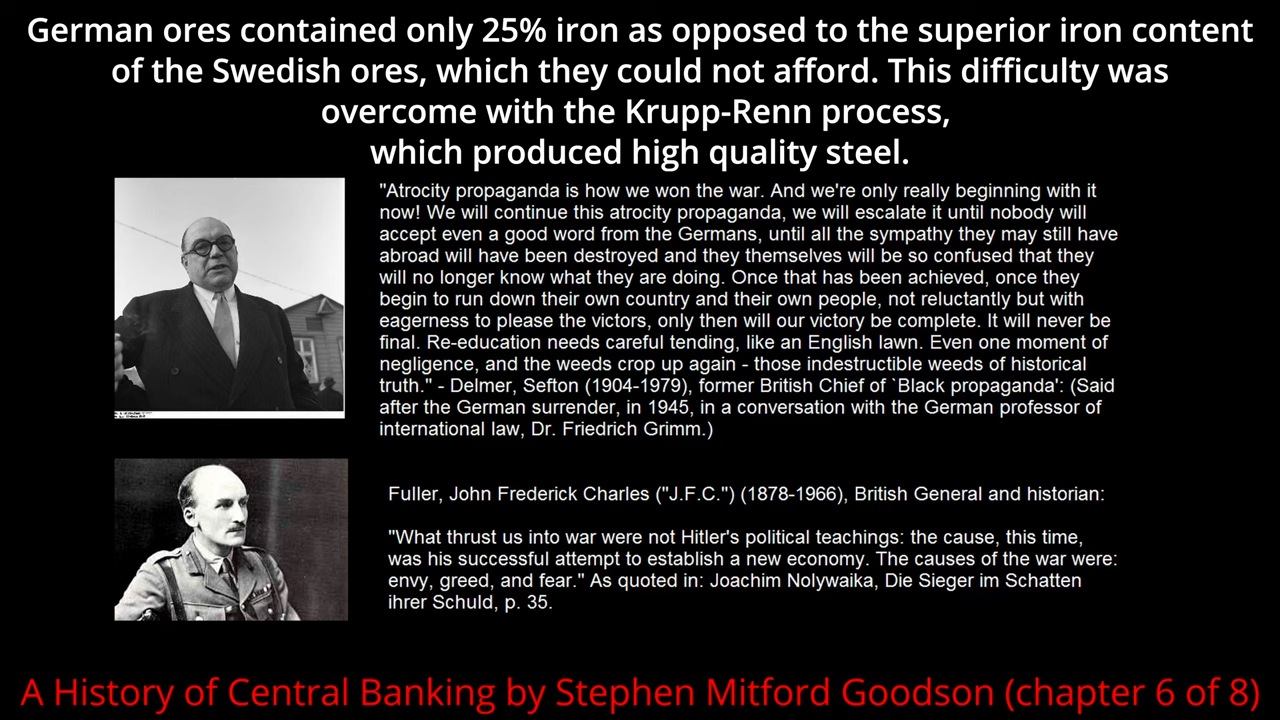 German ores contained only 25% iron as opposed to the superior iron content
of the Swedish ores, which they could not afford. This difficulty was
overcome with the Krupp-Renn process,
which produced high quality steel.
"Atrocity propaganda is how we won the war. And we're only really beginning with it
now! We will continue this atrocity propaganda, we will escalate it until nobody will
accept even a good word from the Germans, until all the sympathy they may still have
abroad will have been destroyed and they themselves will be so confused that they
will no longer know what they are doing. Once that has been achieved, once they
begin to run down their own country and their own people, not reluctantly but with
eagerness to please the victors, only then will our victory be complete. It will never be
final. Re-education needs careful tending, like an English lawn. Even one moment of
negligence, and the weeds crop up again - those indestructible weeds of historical
truth." - Delmer, Sefton (1904-1979), former British Chief of `Black propaganda': (Said
after the German surrender, in 1945, in a conversation with the German professor of
international law, Dr. Friedrich Grimm.)
Fuller, John Frederick Charles ("J.F.C.") (1878-1966), British General and historian:
"What thrust us into war were not Hitler's political teachings: the cause, this time,
was his successful attempt to establish a new economy. The causes of the war were:
envy, greed, and fear." As quoted in: Joachim Nolywaika, Die Sieger im Schatten
ihrer Schuld, p. 35.
A History of Central Banking by Stephen Mitford Goodson (chapter 6 of 8)